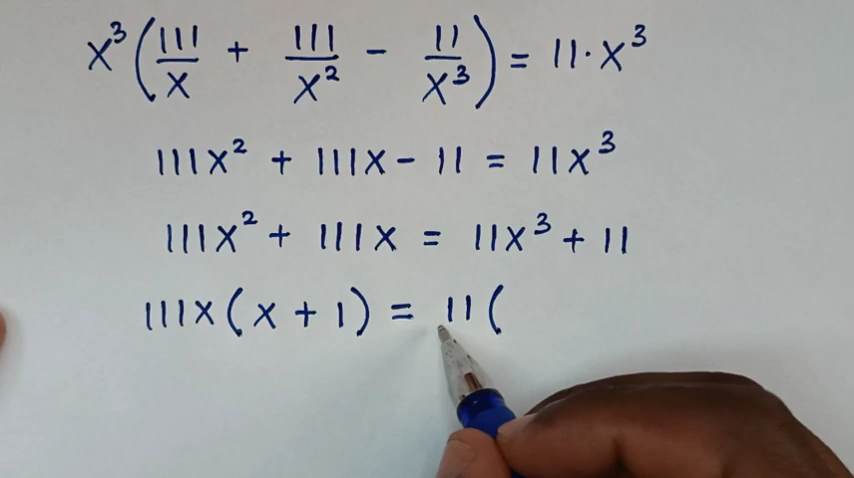 x³(111/x + 111/x² - 11/x³) = 11·x³
111x² + 111x - 11 = 11x³
111x² + 111x = 11x³ + 11
111x(x + 1) = 11(